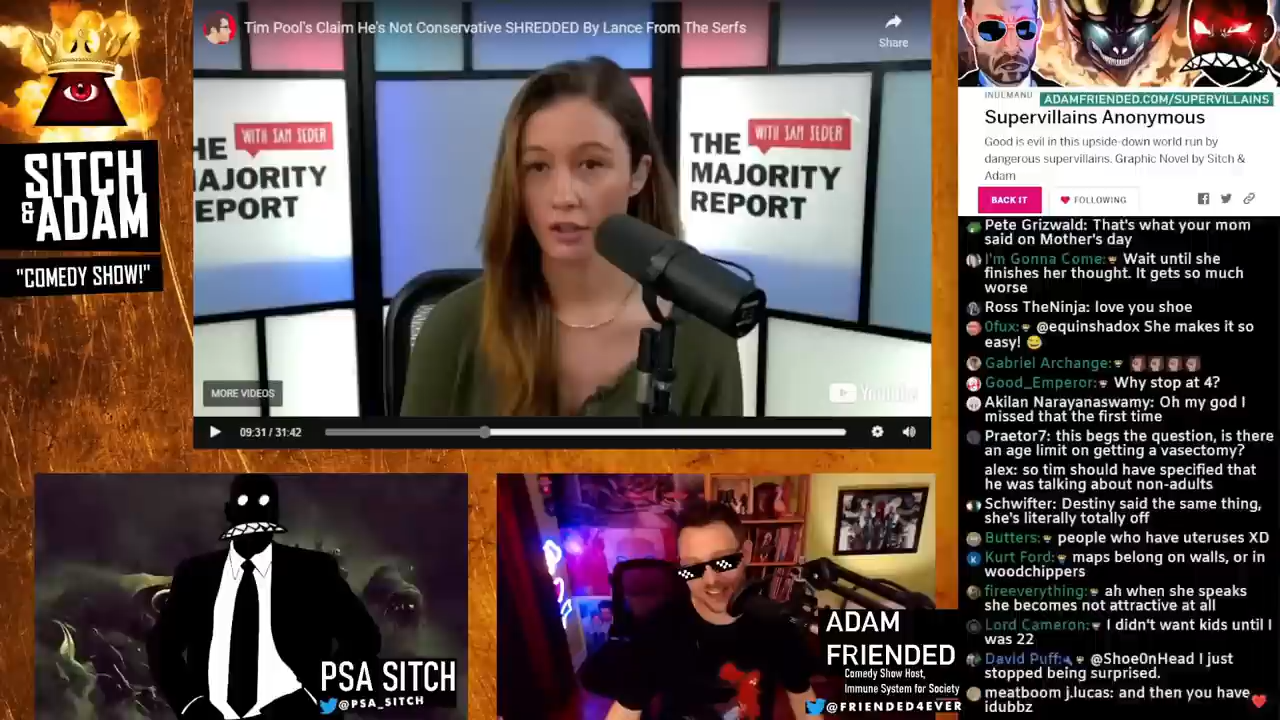 Tim Pool's Claim He's Not Conservative SHREDDED By Lance From The Serfs
Share
HE
WITH SAM SEDER
AJORITY
EPORT
THE
WITH SAM SEDER
MAJORITY
REPORT
MORE VIDEOS
YouTube
09:31 / 31:42
SITCH
& ADAM
"COMEDY SHOW!"
PSA SITCH
@PSA_SITCH
ADAM
FRIENDED
Comedy Show Host,
Immune System for Society
@FRIENDED4EVER
INDEMAND
ADAMFRIENDED.COM/SUPERVILLAINS
Supervillains Anonymous
Good is evil in this upside-down world run by
dangerous supervillains. Graphic Novel by Sitch &
Adam
BACK IT
FOLLOWING
Pete Grizwald: That's what your mom
said on Mother's day
I'm Gonna Come: Wait until she
finishes her thought. It gets so much
worse
Ross TheNinja: love you shoe
0fux: @equinshadox She makes it so
easy! 😅
Gabriel Archange:
Good_Emperor: Why stop at 4?
Akilan Narayanaswamy: Oh my god I
missed that the first time
Praetor7: this begs the question, is there
an age limit on getting a vasectomy?
alex: so tim should have specified that
he was talking about non-adults
Schwifter: Destiny said the same thing,
she's literally totally off
Butters: people who have uteruses XD
Kurt Ford: maps belong on walls, or in
woodchippers
fireeverything: ah when she speaks
she becomes not attractive at all
Lord Cameron: I didn't want kids until I
was 22
David Puff: @Shoe0nHead I just
stopped being surprised.
meatboom j.lucas: and then you have
idubbz